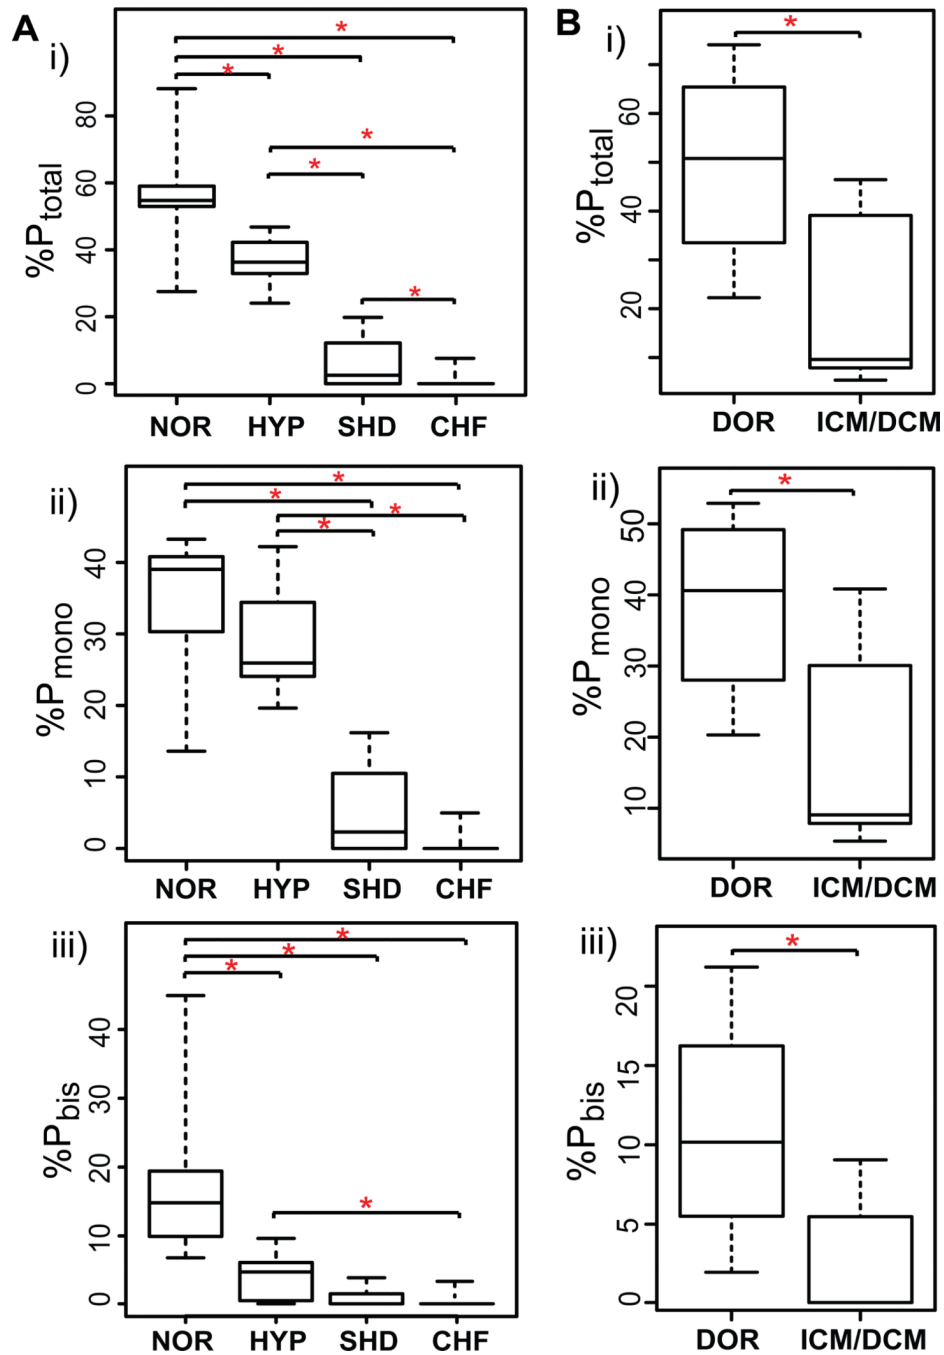 A
i)
%Ptotal
80
60
40
20
0
* * * * * *
NOR HYP SHD CHF
ii)
%Pmono
40
30
20
10
0
* * * *
NOR HYP SHD CHF
iii)
%Pbis
40
30
20
10
0
* * * *
NOR HYP SHD CHF
B
i)
%Ptotal
60
40
20
*
DOR ICM/DCM
ii)
%Pmono
50
40
30
20
10
*
DOR ICM/DCM
iii)
%Pbis
20
15
10
5
0
*
DOR ICM/DCM